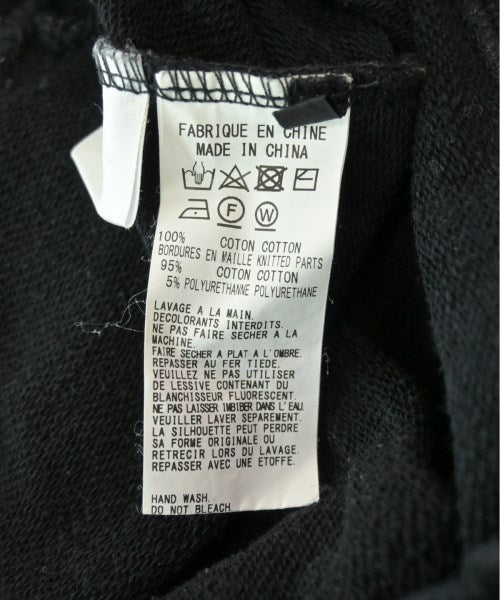 FABRIQUE EN CHINE
MADE IN CHINA
F W
100% COTON COTTON
BORDURES EN MAILLE KNITTED PARTS
95% COTON COTTON
5% POLYURETHANNE POLYURETHANE
LAVAGE A LA MAIN.
DECOLORANTS INTERDITS.
NE PAS FAIRE SECHER A LA
MACHINE.
FAIRE SECHER A PLAT A L'OMBRE.
REPASSER AU FER TIEDE.
VEUILLEZ NE PAS UTILISER
DE LESSIVE CONTENANT DU
BLANCHISSEUR FLUORESCENT.
NE PAS LAISSER IMBIBER DANS L'EAU.
VEUILLER LAVER SEPAREMENT.
LA SILHOUETTE PEUT PERDRE
SA FORME ORIGINALE OU
RETRECIR LORS DU LAVAGE.
REPASSER AVEC UNE ETOFFE.
HAND WASH.
DO NOT BLEACH.